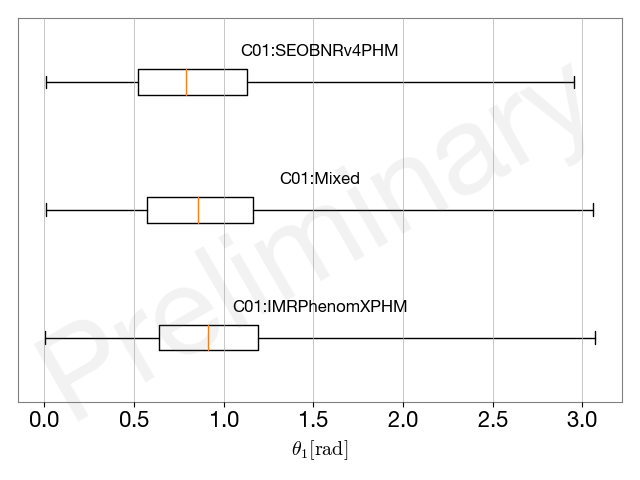 C01:SEOBNRv4PHM
C01:Mixed
C01:IMRPhenomXPHM
Preliminary
0.0 0.5 1.0 1.5 2.0 2.5 3.0
θ₁[rad]